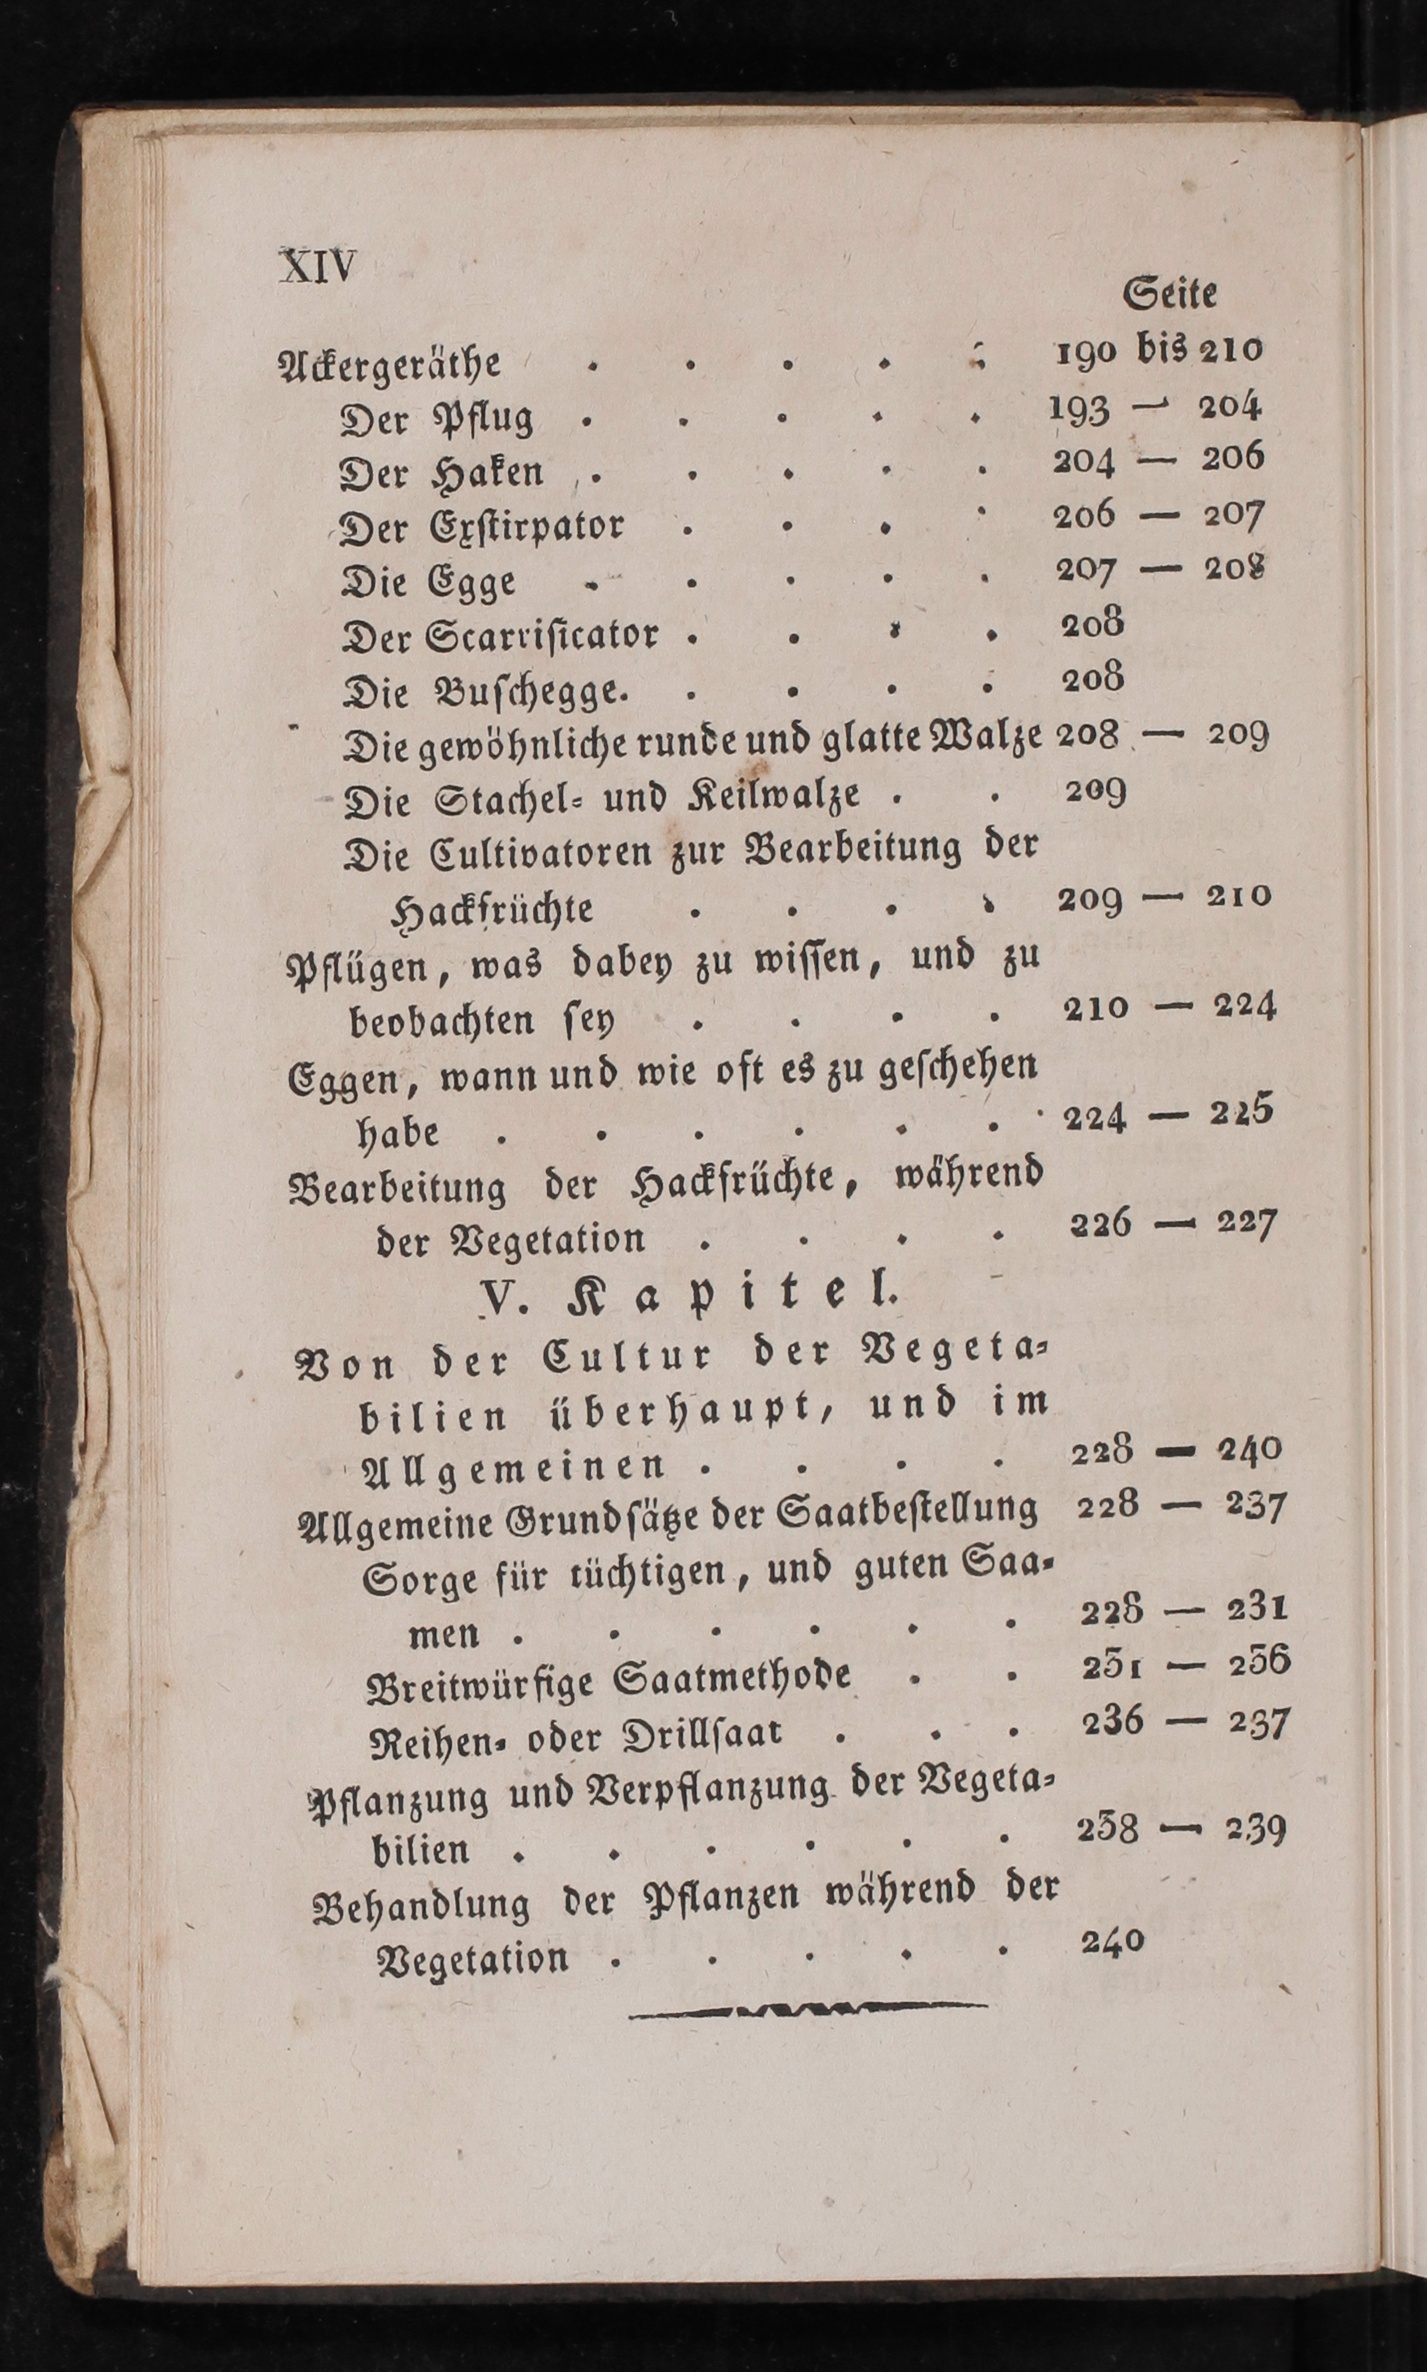 XIV
Seite
Ackergeräthe . . . . . 190 bis 210
Der Pflug . . . . . 193 — 204
Der Haken . . . . . 204 — 206
Der Exſtirpator . . . . 206 — 207
Die Egge . . . . . 207 — 208
Der Scarrificator . . . . 208
Die Buſchegge. . . . . 208
Die gewöhnliche runde und glatte Walze 208 — 209
Die Stachel- und Keilwalze . . 209
Die Cultivatoren zur Bearbeitung der
Hackfrüchte . . . . 209 — 210
Pflügen, was dabey zu wiſſen, und zu
beobachten ſey . . . . 210 — 224
Eggen, wann und wie oft es zu geſchehen
habe . . . . . . 224 — 225
Bearbeitung der Hackfrüchte, während
der Vegetation . . . . 226 — 227
V. Kapitel.
Von der Cultur der Vegeta-
bilien überhaupt, und im
Allgemeinen . . . . 228 — 240
Allgemeine Grundſätze der Saatbeſtellung 228 — 237
Sorge für tüchtigen, und guten Saa-
men . . . . . . 228 — 231
Breitwürfige Saatmethode . . 231 — 236
Reihen- oder Drillſaat . . . 236 — 237
Pflanzung und Verpflanzung der Vegeta-
bilien . . . . . . 238 — 239
Behandlung der Pflanzen während der
Vegetation . . . . . 240